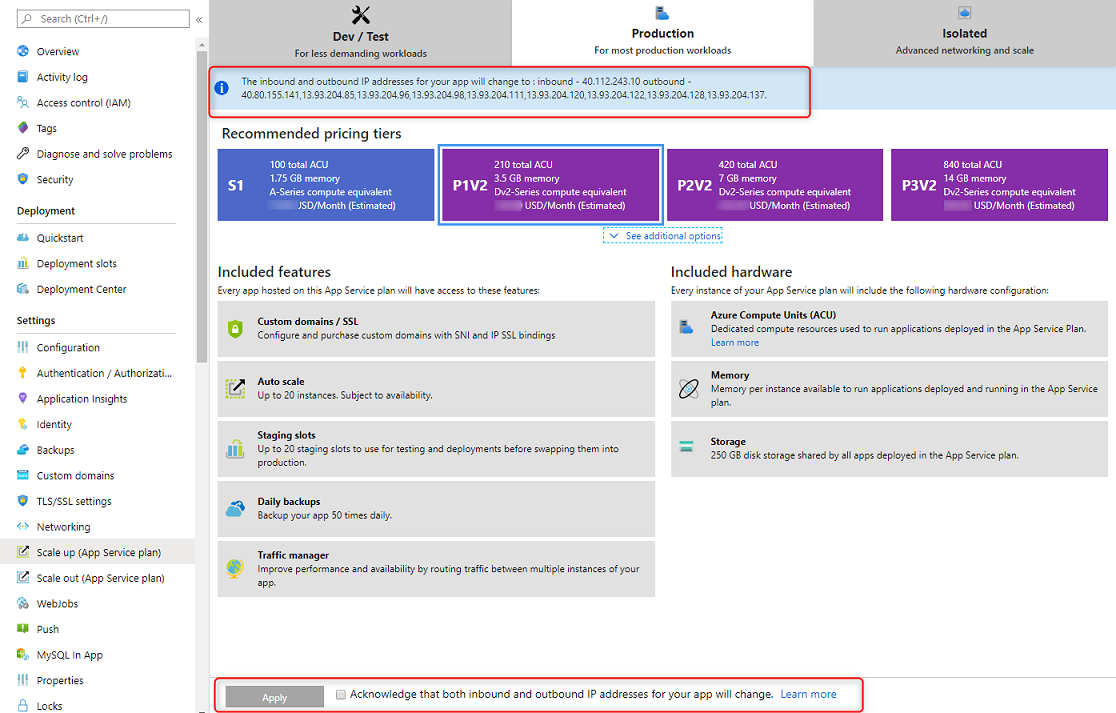 Search (Ctrl+/)
«
Overview
Activity log
Access control (IAM)
Tags
Diagnose and solve problems
Security
Deployment
Quickstart
Deployment slots
Deployment Center
Settings
Configuration
Authentication / Authorizati...
Application Insights
Identity
Backups
Custom domains
TLS/SSL settings
Networking
Scale up (App Service plan)
Scale out (App Service plan)
WebJobs
Push
MySQL In App
Properties
Locks
Dev / Test
For less demanding workloads
Production
For most production workloads
Isolated
Advanced networking and scale
The inbound and outbound IP addresses for your app will change to : inbound - 40.112.243.10 outbound -
40.80.155.141,13.93.204.85,13.93.204.96,13.93.204.98,13.93.204.111,13.93.204.120,13.93.204.122,13.93.204.128,13.93.204.137.
Recommended pricing tiers
S1
100 total ACU
1.75 GB memory
A-Series compute equivalent
USD/Month (Estimated)
P1V2
210 total ACU
3.5 GB memory
Dv2-Series compute equivalent
USD/Month (Estimated)
P2V2
420 total ACU
7 GB memory
Dv2-Series compute equivalent
USD/Month (Estimated)
P3V2
840 total ACU
14 GB memory
Dv2-Series compute equivalent
USD/Month (Estimated)
See additional options
Included features
Every app hosted on this App Service plan will have access to these features:
Custom domains / SSL
Configure and purchase custom domains with SNI and IP SSL bindings
Auto scale
Up to 20 instances. Subject to availability.
Staging slots
Up to 20 staging slots to use for testing and deployments before swapping them into
production.
Daily backups
Backup your app 50 times daily.
Traffic manager
Improve performance and availability by routing traffic between multiple instances of your
app.
Included hardware
Every instance of your App Service plan will include the following hardware configuration:
Azure Compute Units (ACU)
Dedicated compute resources used to run applications deployed in the App Service Plan.
Learn more
Memory
Memory per instance available to run applications deployed and running in the App Service
plan.
Storage
250 GB disk storage shared by all apps deployed in the App Service plan.
Apply
Acknowledge that both inbound and outbound IP addresses for your app will change. Learn more